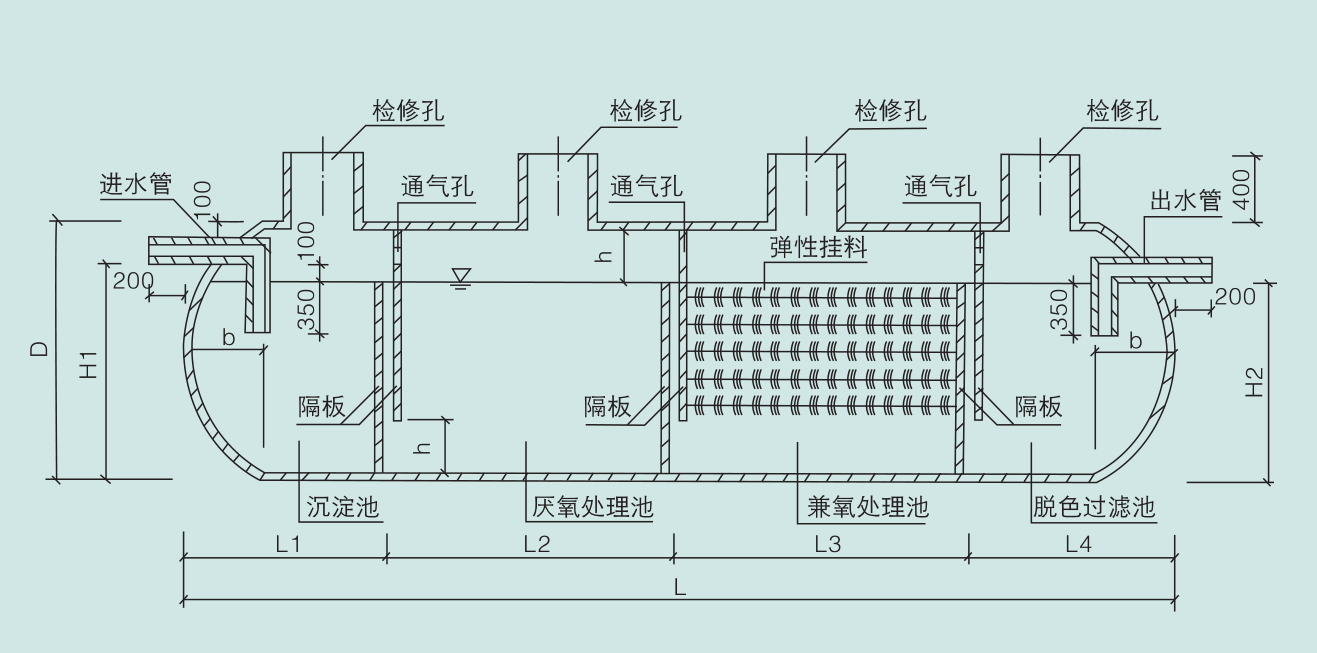 检修孔
检修孔
检修孔
检修孔
进水管
100
通气孔
通气孔
通气孔
出水管
400
100
h
弹性挂料
200
350
350
200
D
H1
b
b
H2
隔板
隔板
隔板
h
沉淀池
厌氧处理池
兼氧处理池
脱色过滤池
L1
L2
L3
L4
L